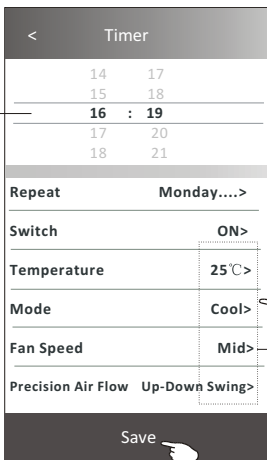 < Timer
14 17
15 18
16 : 19
17 20
18 21
Repeat Monday....>
Switch ON>
Temperature 25℃>
Mode Cool>
Fan Speed Mid>
Precision Air Flow Up-Down Swing>
Save